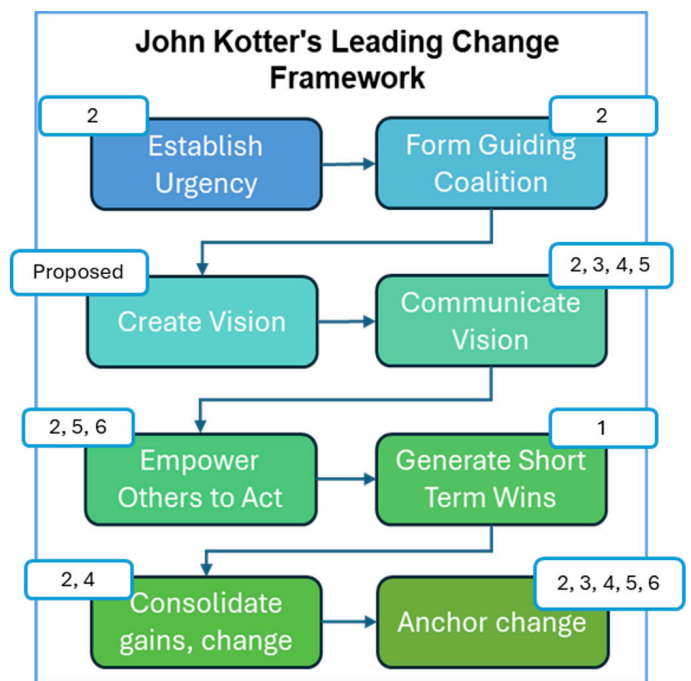 John Kotter's Leading Change
Framework
2
Establish
Urgency
2
Form Guiding
Coalition
Proposed
Create Vision
2, 3, 4, 5
Communicate
Vision
2, 5, 6
Empower
Others to Act
1
Generate Short
Term Wins
2, 4
Consolidate
gains, change
2, 3, 4, 5, 6
Anchor change